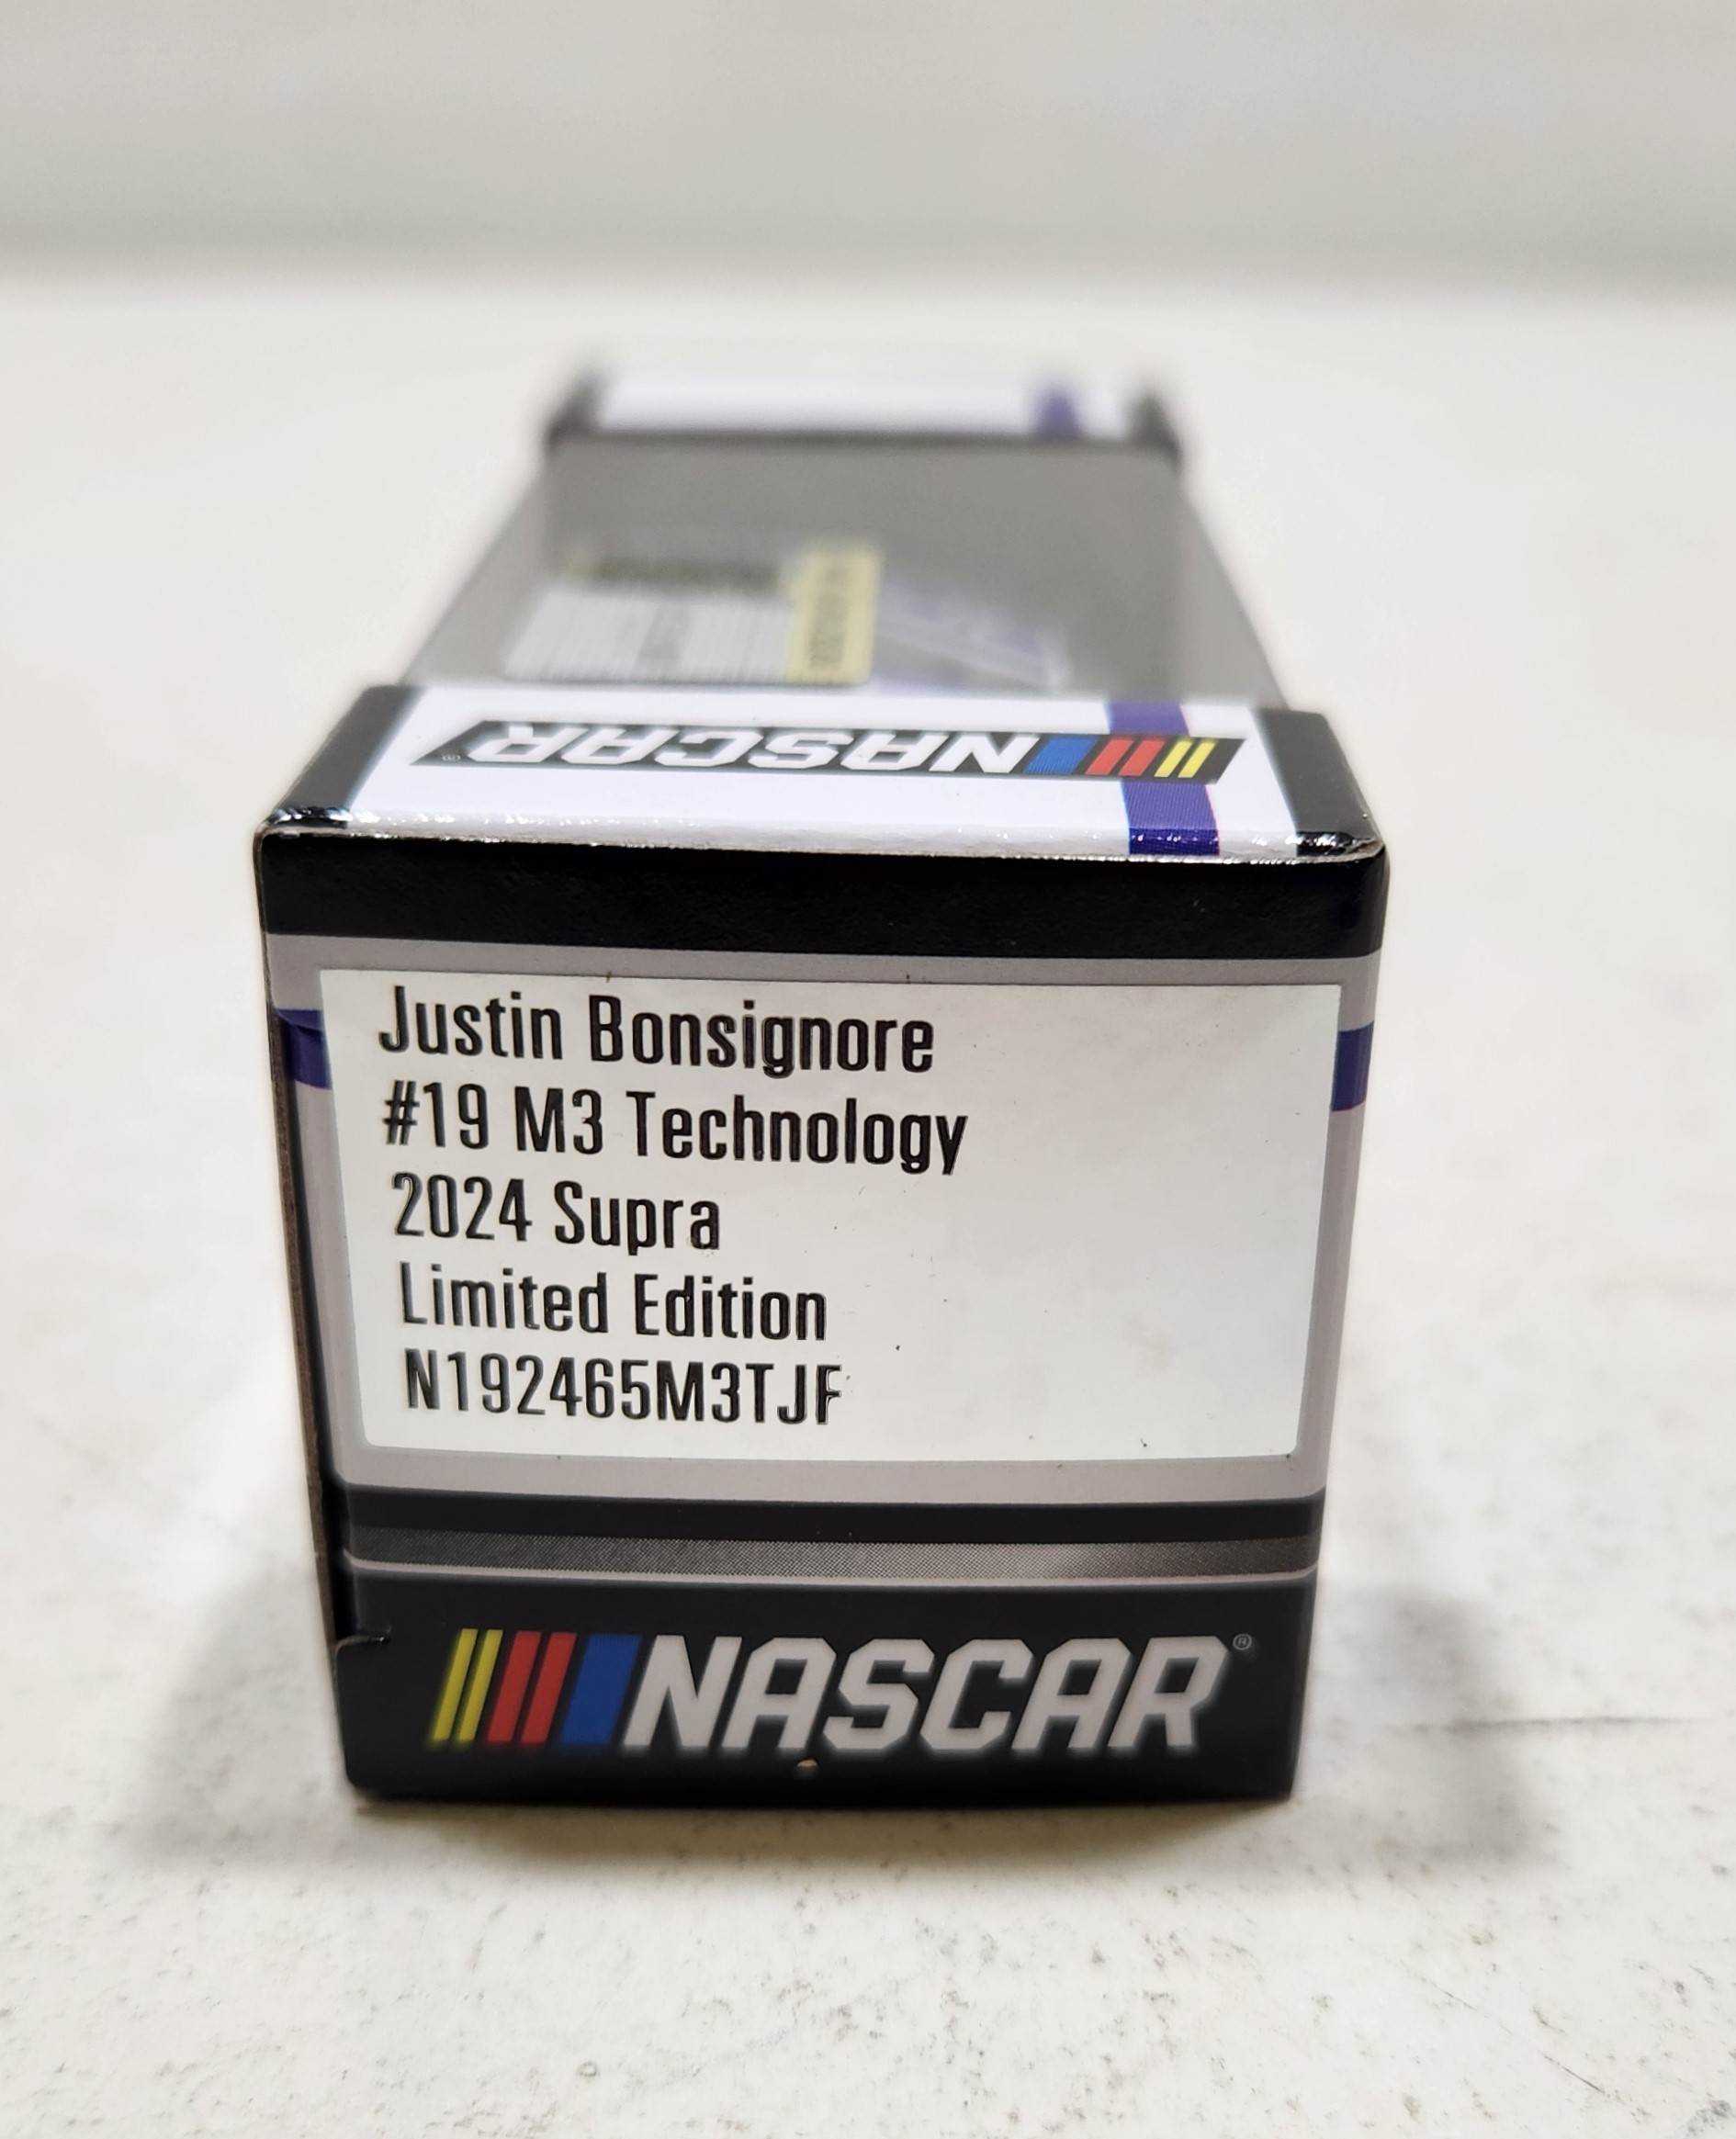 NASCAR
Justin Bonsignore
#19 M3 Technology
2024 Supra
Limited Edition
N192465M3TJF
NASCAR®